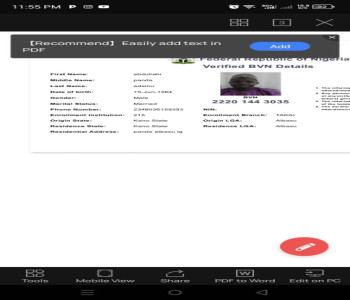 11:55 PM P
3
【Recommend】 Easily add text in PDF
Add
Federal Republic of Nigeria
Verified BVN Details
First Name: abdullahi
Middle Name: panda
Last Name: adamu
Date of birth: 15-Jun-1984
Gender: Male
Marital Status: Married
Phone Number:
Enrollment Institution: 215
Origin State: Kano State
Residence State: Kano State
Residential Address: panda albasu lg
BVN
2220 144 3035
NIN:
Enrollment Branch:
Origin LGA: Albasu
Residence LGA: Albasu
Tools
Mobile View
Share
PDF to Word
Edit on PC